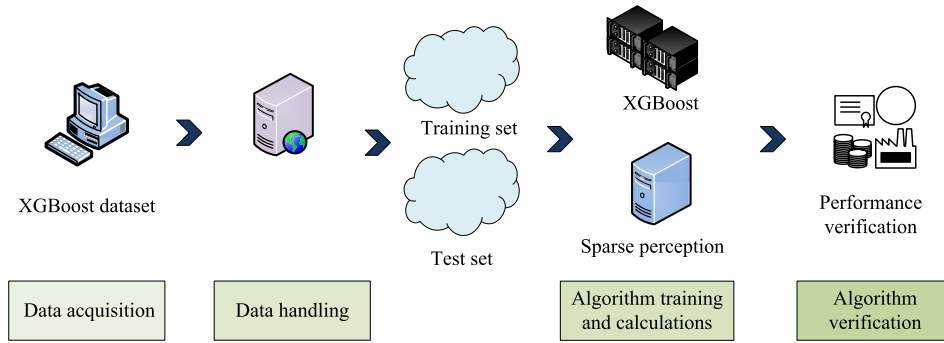 XGBoost dataset
Training set
Test set
XGBoost
Sparse perception
Performance
verification
Data acquisition
Data handling
Algorithm training
and calculations
Algorithm
verification